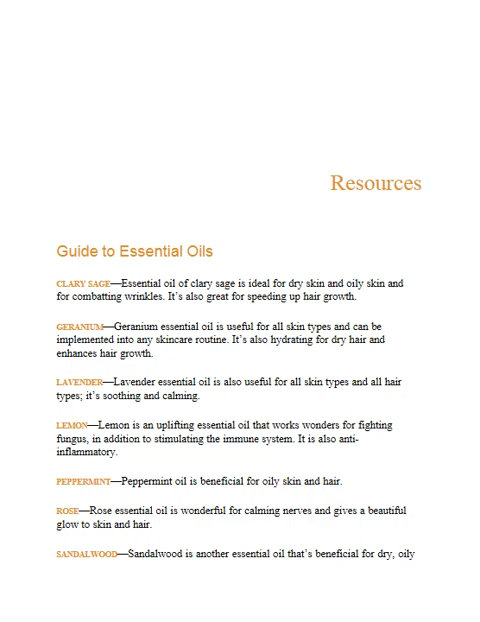 Resources
Guide to Essential Oils
CLARY SAGE—Essential oil of clary sage is ideal for dry skin and oily skin and
for combatting wrinkles. It’s also great for speeding up hair growth.
GERANIUM—Geranium essential oil is useful for all skin types and can be
implemented into any skincare routine. It’s also hydrating for dry hair and
enhances hair growth.
LAVENDER—Lavender essential oil is also useful for all skin types and all hair
types; it’s soothing and calming.
LEMON—Lemon is an uplifting essential oil that works wonders for fighting
fungus, in addition to stimulating the immune system. It is also anti-
inflammatory.
PEPPERMINT—Peppermint oil is beneficial for oily skin and hair.
ROSE—Rose essential oil is wonderful for calming nerves and gives a beautiful
glow to skin and hair.
SANDALWOOD—Sandalwood is another essential oil that’s beneficial for dry, oily